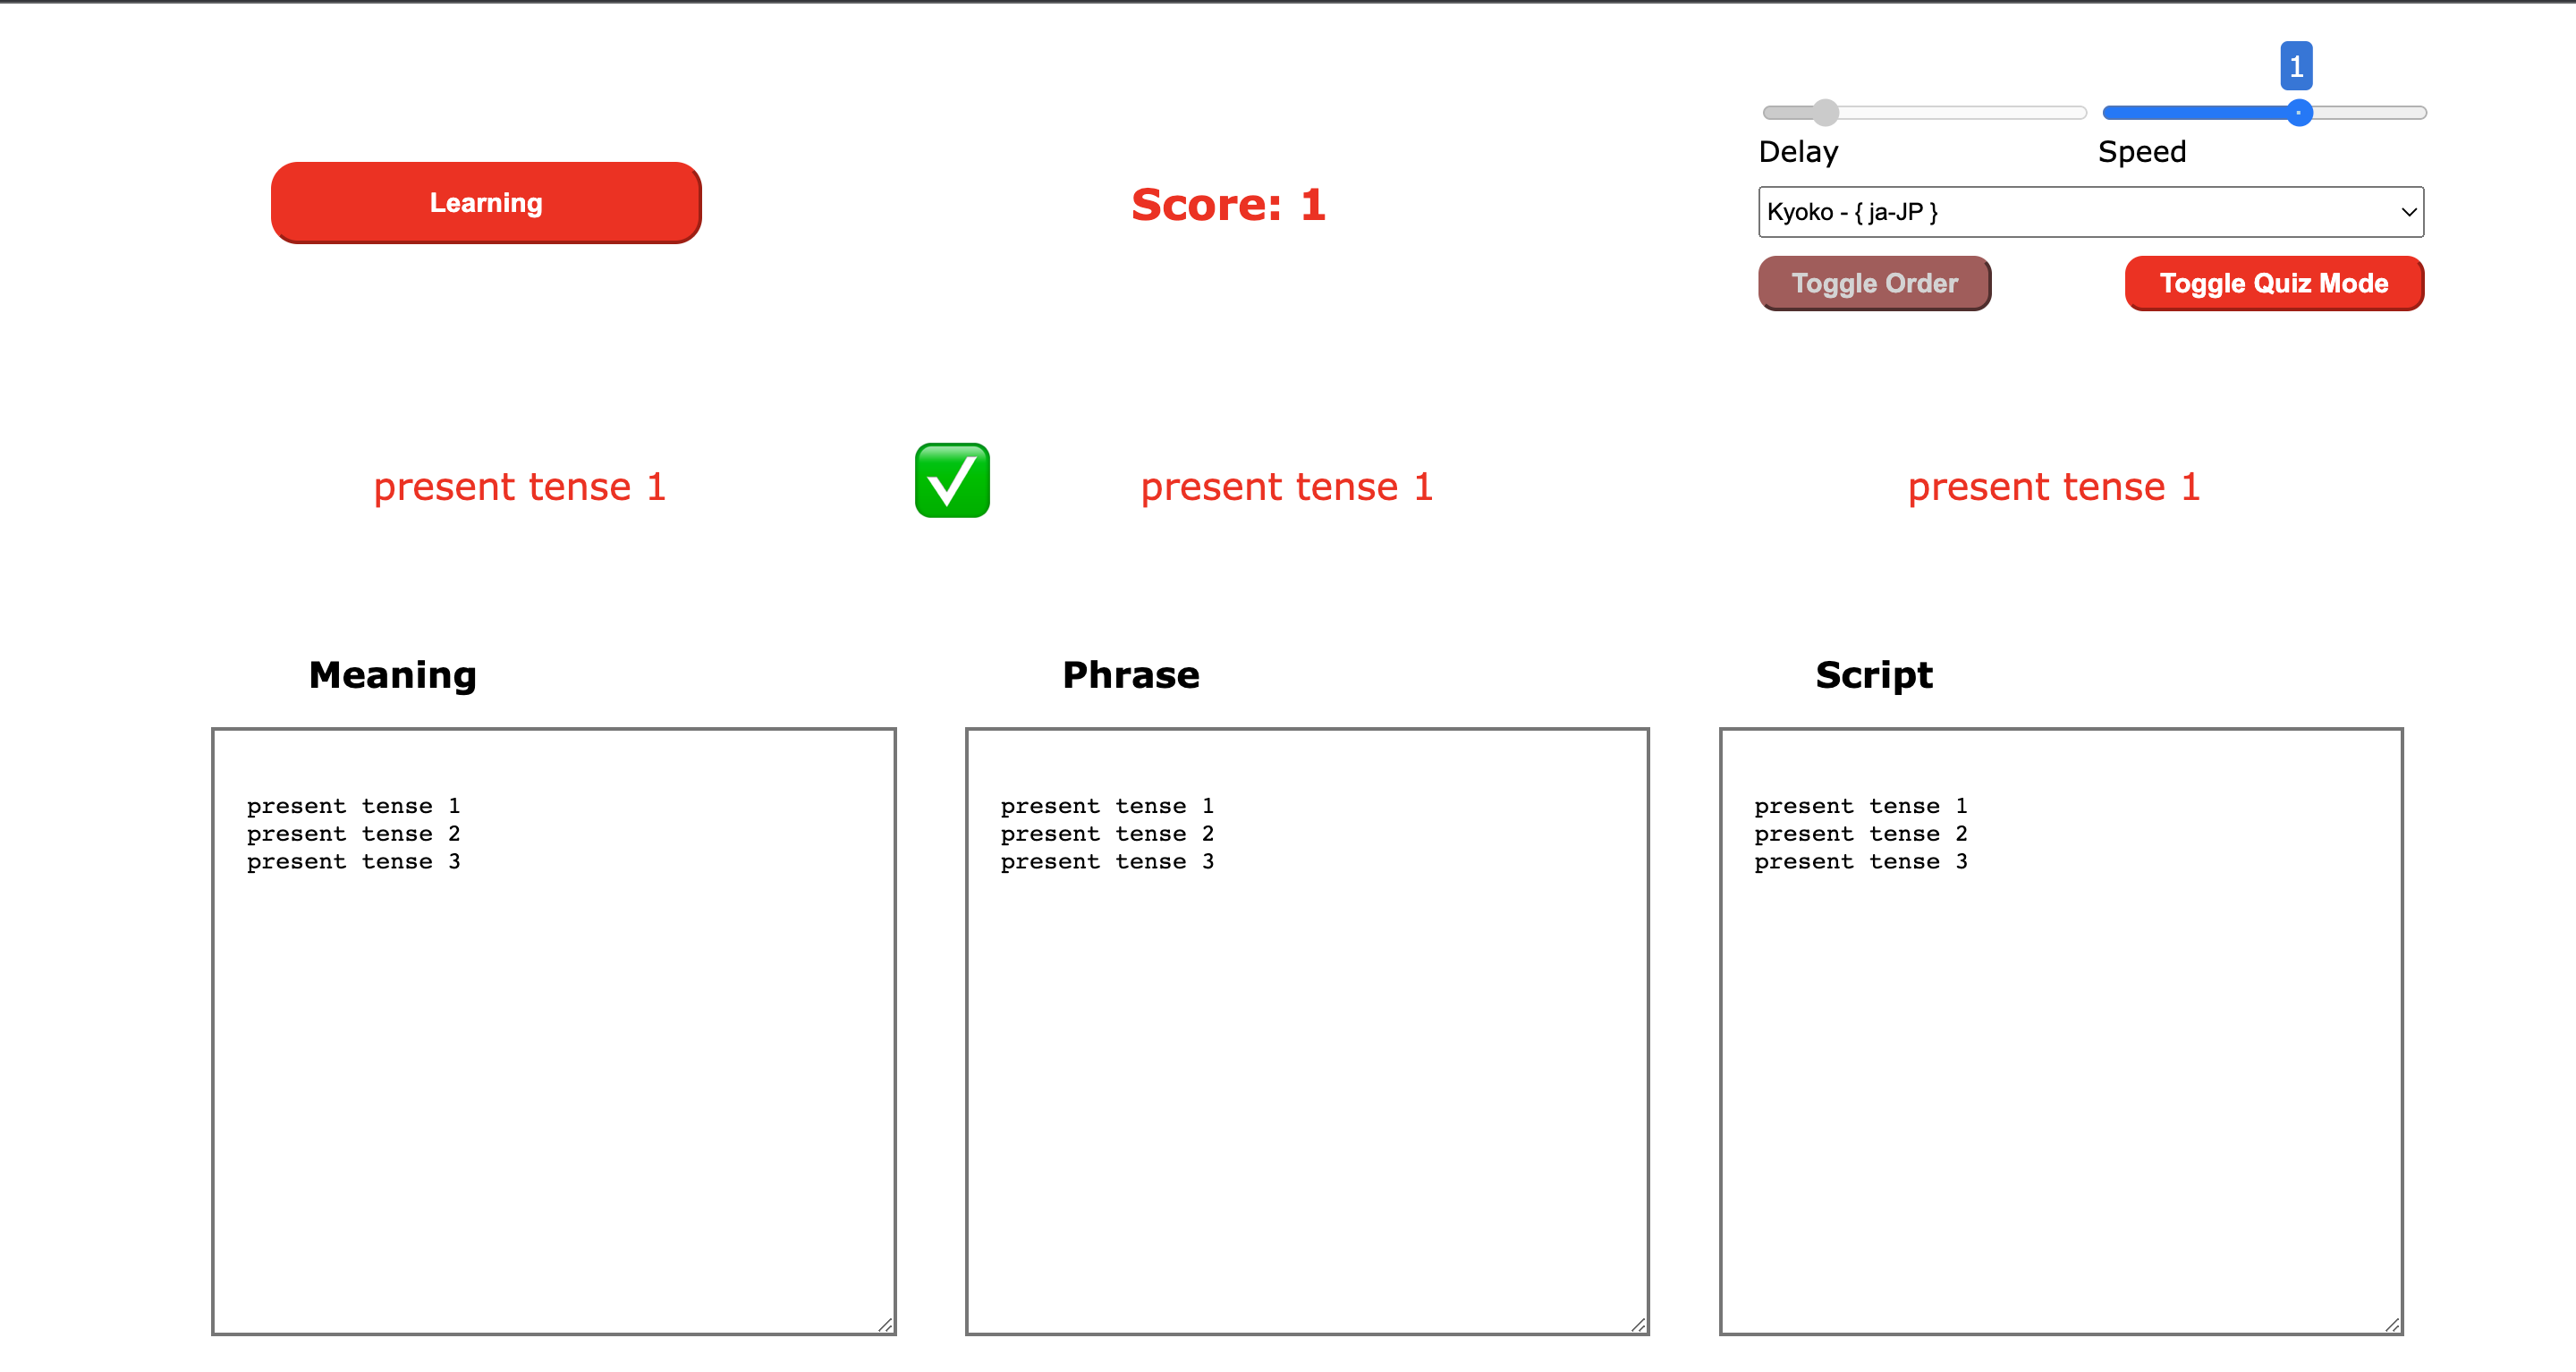 1
Delay
Speed
Learning
Score: 1
Kyoko - { ja-JP }
Toggle Order
Toggle Quiz Mode
present tense 1
present tense 1
present tense 1
Meaning
present tense 1
present tense 2
present tense 3
Phrase
present tense 1
present tense 2
present tense 3
Script
present tense 1
present tense 2
present tense 3